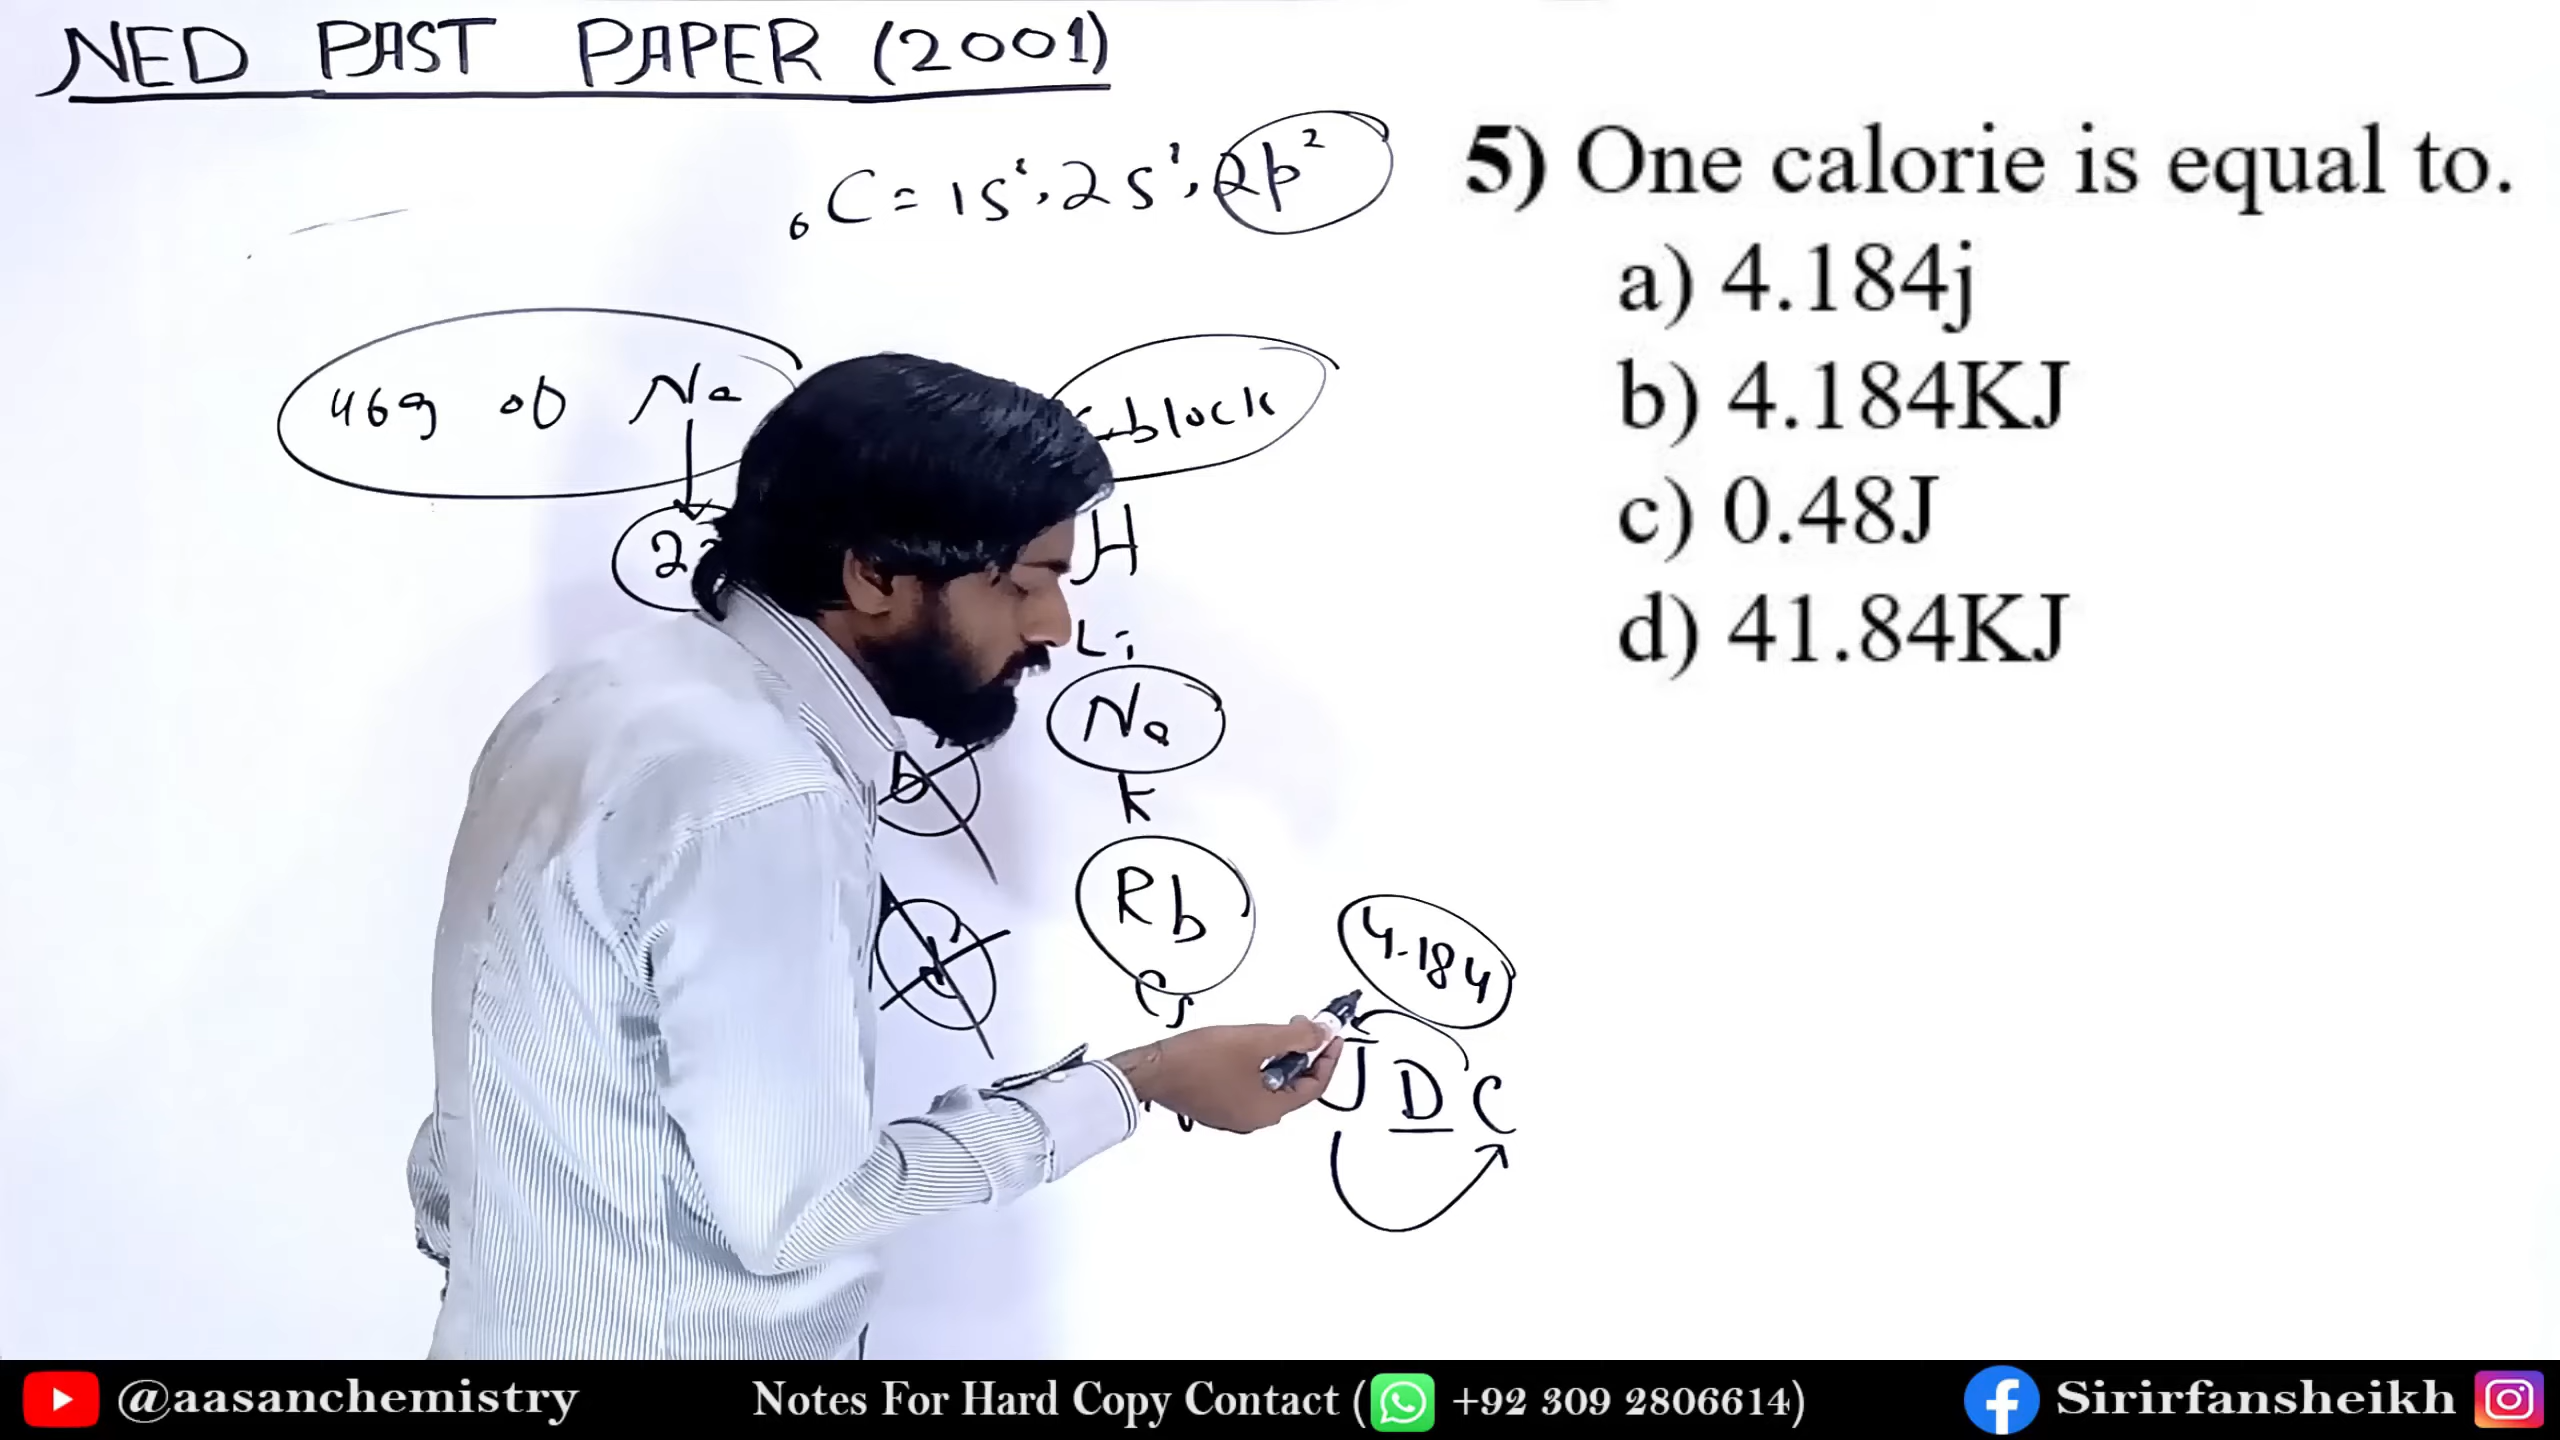 NED PAST PAPER (2001)
₆C = 1s², 2s¹, 2p²
5) One calorie is equal to.
a) 4.184j
b) 4.184KJ
c) 0.48J
d) 41.84KJ
46g of Na
-block
H
Li
Na
K
Rb
Cs
b
4.184
J D C
@aasanchemistry
Notes For Hard Copy Contact ( +92 309 2806614)
Sirirfansheikh